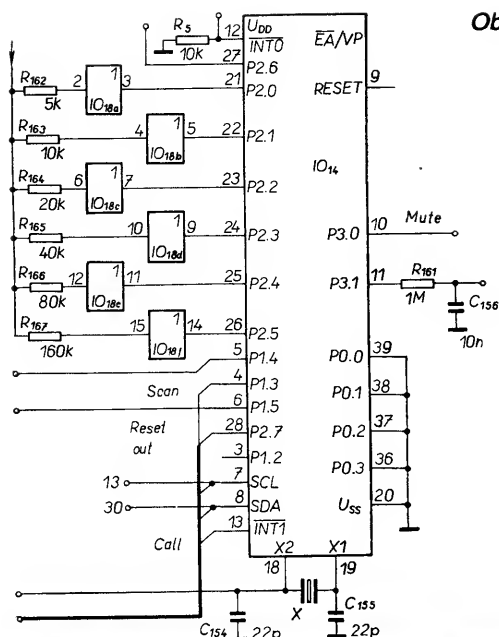 Ob
R5
10k
12
UDD
INT0
EA/VP
27
P2.6
R162
5k
2
1
3
IO18a
21
P2.0
RESET
9
R163
10k
4
1
5
IO18b
22
P2.1
IO14
R164
20k
6
1
7
IO18c
23
P2.2
R165
40k
10
1
9
IO18d
24
P2.3
P3.0
10
Mute
R166
80k
12
1
11
IO18e
25
P2.4
P3.1
11
R161
1M
C156
10n
R167
160k
15
1
14
IO18f
26
P2.5
5
P1.4
P0.0
39
4
P1.3
Scan
P0.1
38
6
P1.5
Reset
out
28
P2.7
P0.2
37
3
P1.2
P0.3
36
13
7
SCL
30
8
SDA
USS
20
Call
13
INT1
X2
X1
18
19
X
C154
22p
C155
22p